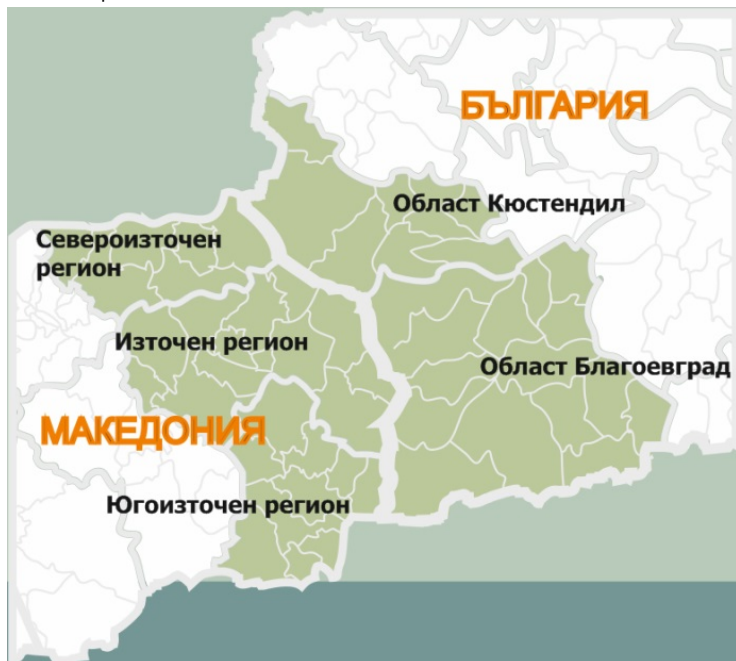 БЪЛГАРИЯ
Област Кюстендил
Североизточен
регион
Източен регион
Област Благоевград
МАКЕДОНИЯ
Югоизточен регион